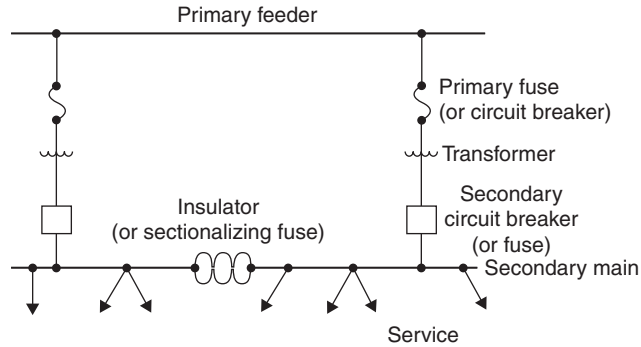 Primary feeder
Primary fuse
(or circuit breaker)
Transformer
Secondary
circuit breaker
(or fuse)
Insulator
(or sectionalizing fuse)
Secondary main
Service